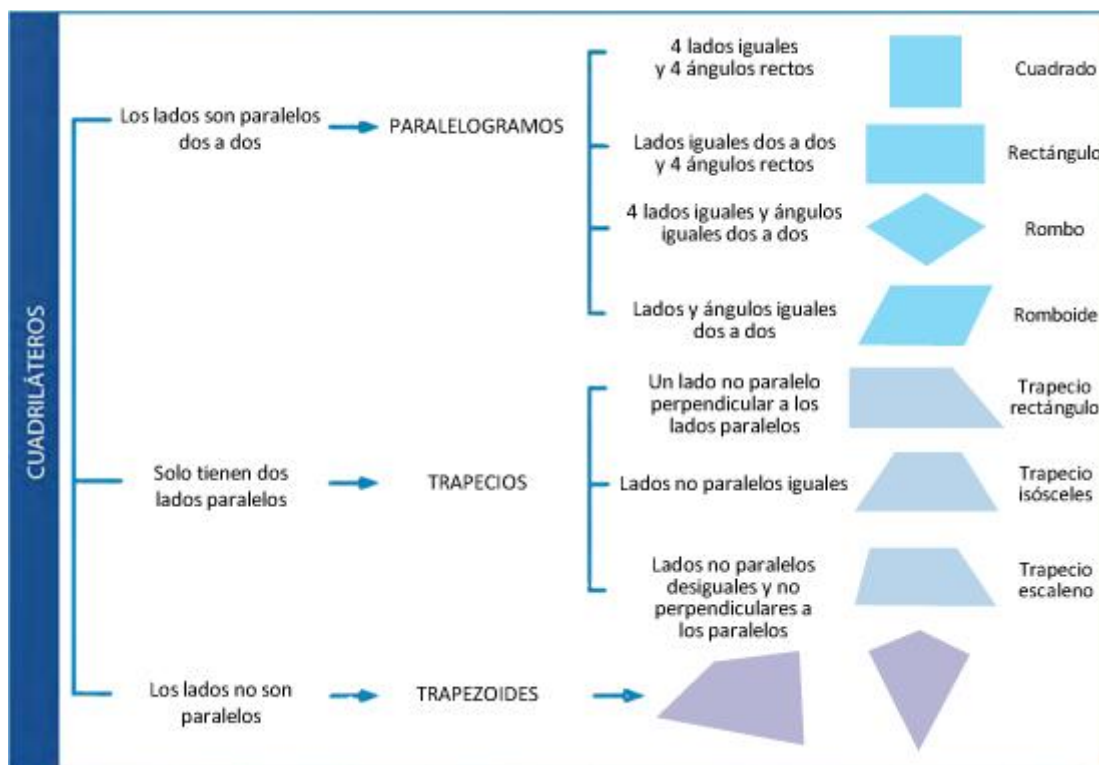 CUADRILÁTEROS
Los lados son paralelos
dos a dos
PARALELOGRAMOS
4 lados iguales
y 4 ángulos rectos
Cuadrado
Lados iguales dos a dos
y 4 ángulos rectos
Rectángulo
4 lados iguales y ángulos
iguales dos a dos
Rombo
Lados y ángulos iguales
dos a dos
Romboide
Solo tienen dos
lados paralelos
TRAPECIOS
Un lado no paralelo
perpendicular a los
lados paralelos
Trapecio
rectángulo
Lados no paralelos iguales
Trapecio
isósceles
Lados no paralelos
desiguales y no
perpendiculares a
los paralelos
Trapecio
escaleno
Los lados no son
paralelos
TRAPEZOIDES